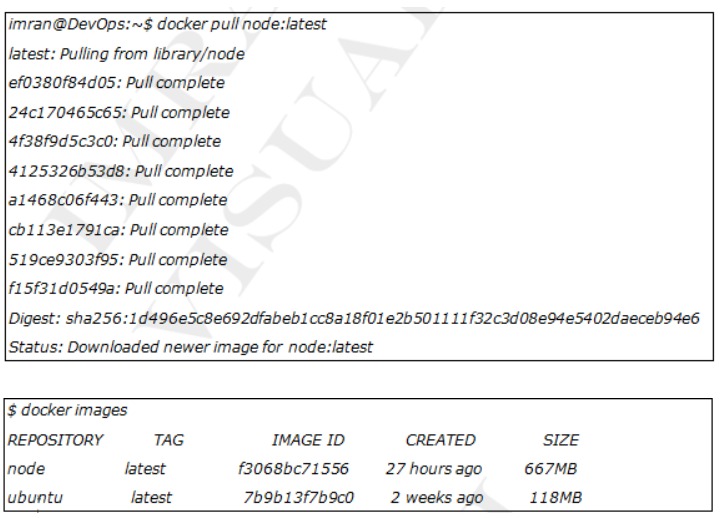 imran@DevOps:~$ docker pull node:latest
latest: Pulling from library/node
ef0380f84d05: Pull complete
24c170465c65: Pull complete
4f38f9d5c3c0: Pull complete
4125326b53d8: Pull complete
a1468c06f443: Pull complete
cb113e1791ca: Pull complete
519ce9303f95: Pull complete
f15f31d0549a: Pull complete
Digest: sha256:1d496e5c8e692dfabeb1cc8a18f01e2b501111f32c3d08e94e5402daeceb94e6
Status: Downloaded newer image for node:latest
$ docker images
REPOSITORY TAG IMAGE ID CREATED SIZE
node latest f3068bc71556 27 hours ago 667MB
ubuntu latest 7b9b13f7b9c0 2 weeks ago 118MB